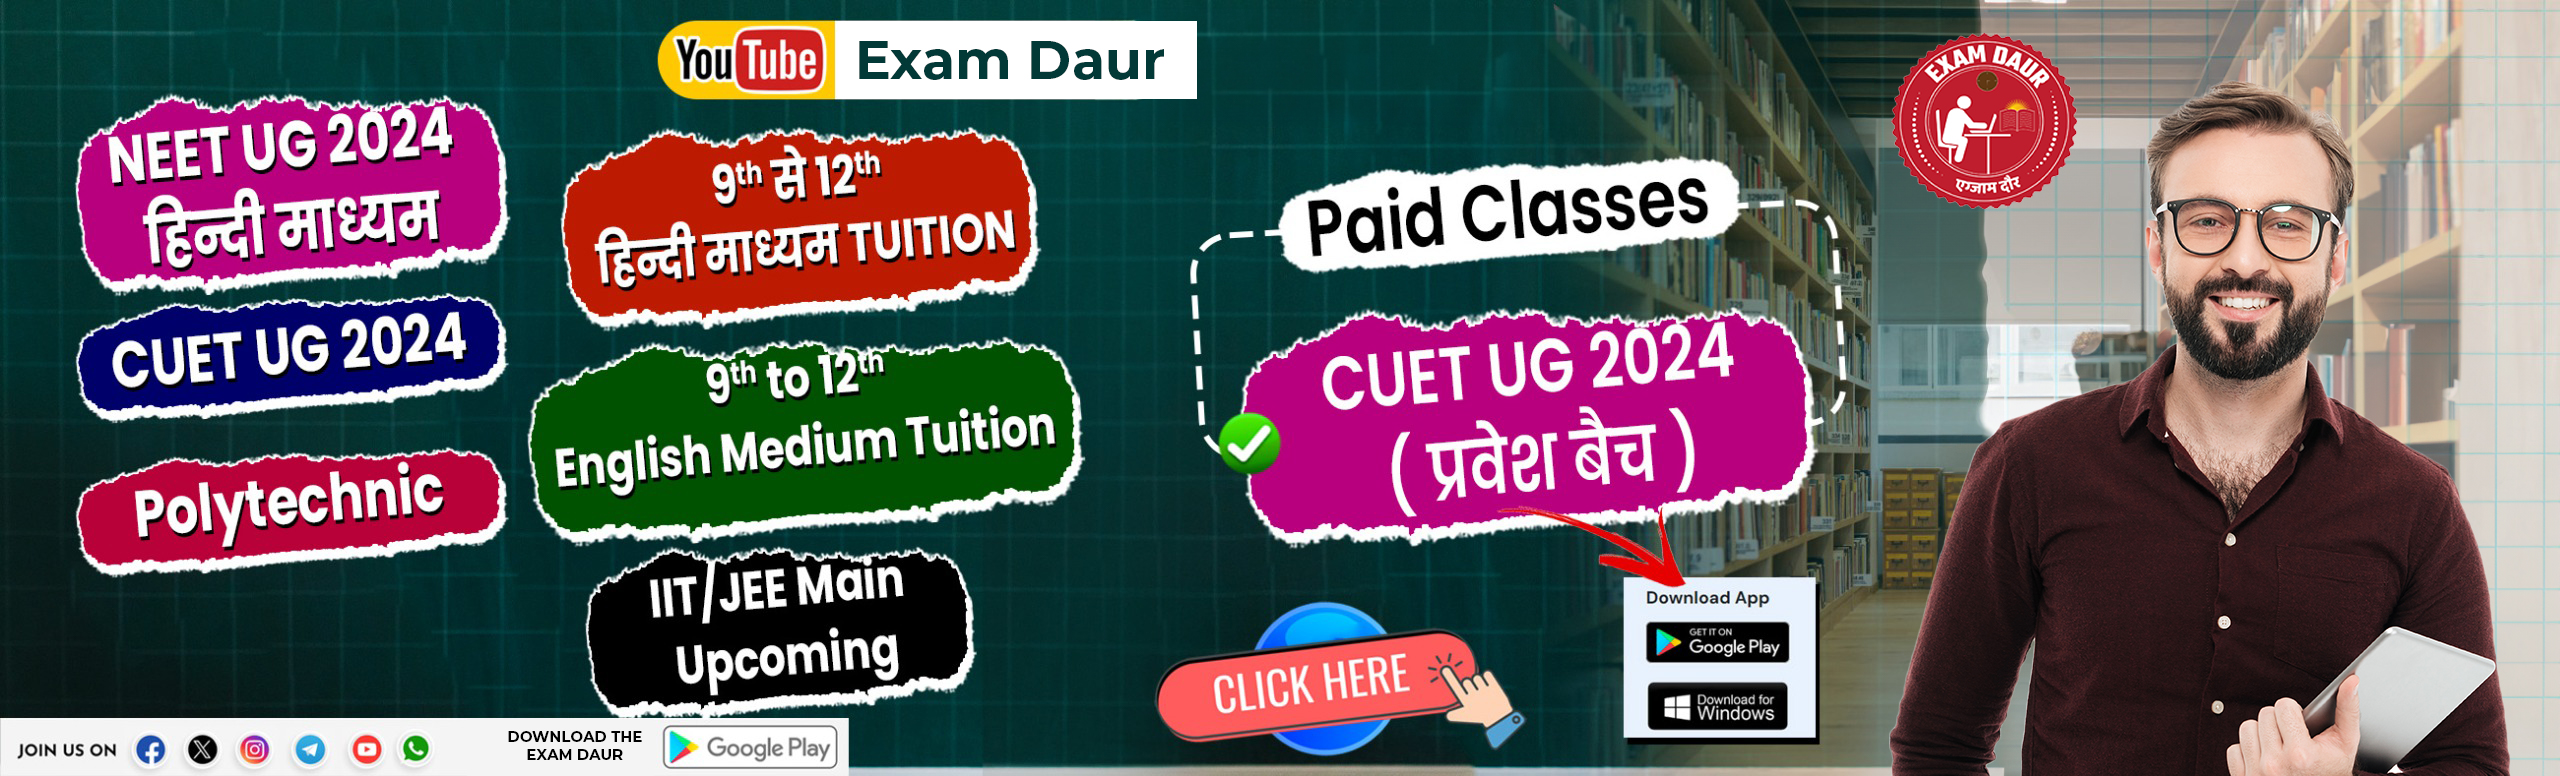 YouTube Exam Daur
NEET UG 2024
हिन्दी माध्यम
CUET UG 2024
Polytechnic
9th से 12th
हिन्दी माध्यम TUITION
9th to 12th
English Medium Tuition
IIT/JEE Main
Upcoming
Paid Classes
CUET UG 2024
( प्रवेश बैच )
CLICK HERE
Download App
GET IT ON
Google Play
Download for
Windows
EXAM DAUR
एग्जाम दौर
JOIN US ON
DOWNLOAD THE
EXAM DAUR
Google Play